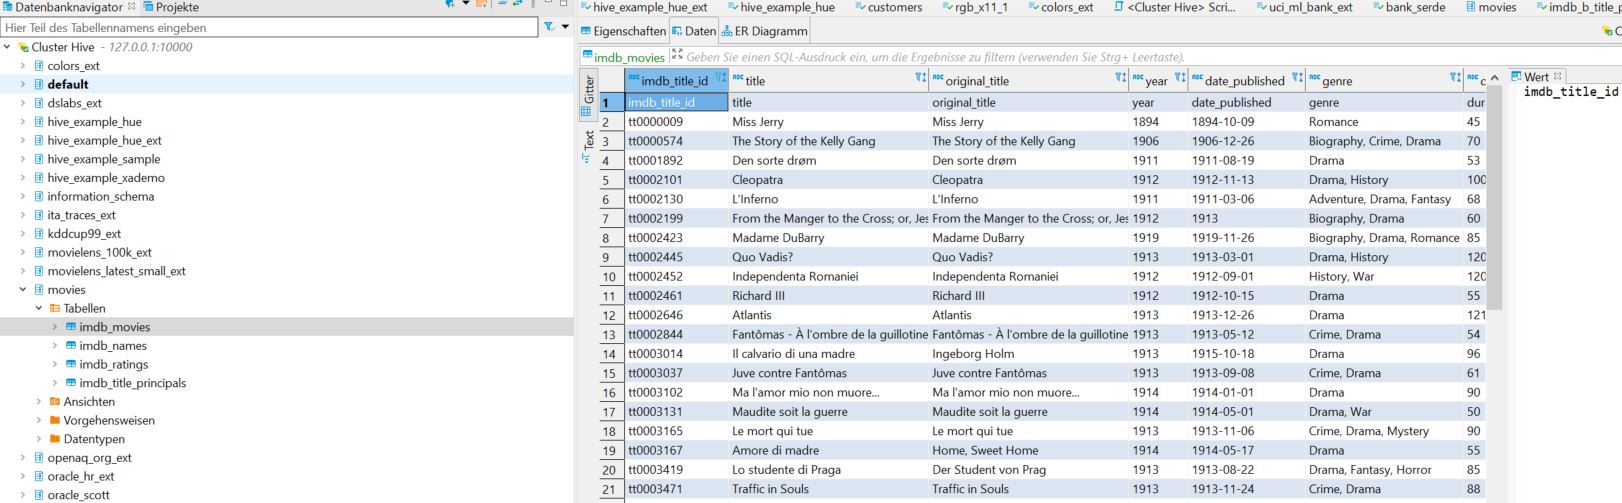 Datenbanknavigator Projekte
hive_example_hue_ext hive_example_hue customers rgb_x11_1 colors_ext <Cluster Hive> Scri... uci_ml_bank_ext bank_serde movies imdb_b_title_p
Hier Teil des Tabellennamens eingeben
Eigenschaften Daten ER Diagramm
imdb_movies Geben Sie einen SQL-Ausdruck ein, um die Ergebnisse zu filtern (verwenden Sie Strg+ Leertaste).
Cluster Hive - 127.0.0.1:10000
colors_ext
default
dslabs_ext
hive_example_hue
hive_example_hue_ext
hive_example_sample
hive_example_xademo
information_schema
ita_traces_ext
kddcup99_ext
movielens_100k_ext
movielens_latest_small_ext
movies
Tabellen
imdb_movies
imdb_names
imdb_ratings
imdb_title_principals
Ansichten
Vorgehensweisen
Datentypen
openaq_org_ext
oracle_hr_ext
oracle_scott
Gitter
Text
ABC imdb_title_id ABC title ABC original_title ABC year ABC date_published ABC genre
1 imdb_title_id title original_title year date_published genre dur
2 tt0000009 Miss Jerry Miss Jerry 1894 1894-10-09 Romance 45
3 tt0000574 The Story of the Kelly Gang The Story of the Kelly Gang 1906 1906-12-26 Biography, Crime, Drama 70
4 tt0001892 Den sorte drøm Den sorte drøm 1911 1911-08-19 Drama 53
5 tt0002101 Cleopatra Cleopatra 1912 1912-11-13 Drama, History 100
6 tt0002130 L'Inferno L'Inferno 1911 1911-03-06 Adventure, Drama, Fantasy 68
7 tt0002199 From the Manger to the Cross; or, Jes From the Manger to the Cross; or, Jes 1912 1913 Biography, Drama 60
8 tt0002423 Madame DuBarry Madame DuBarry 1919 1919-11-26 Biography, Drama, Romance 85
9 tt0002445 Quo Vadis? Quo Vadis? 1913 1913-03-01 Drama, History 120
10 tt0002452 Independenta Romaniei Independenta Romaniei 1912 1912-09-01 History, War 120
11 tt0002461 Richard III Richard III 1912 1912-10-15 Drama 55
12 tt0002646 Atlantis Atlantis 1913 1913-12-26 Drama 121
13 tt0002844 Fantômas - À l'ombre de la guillotine Fantômas - À l'ombre de la guillotine 1913 1913-05-12 Crime, Drama 54
14 tt0003014 Il calvario di una madre Ingeborg Holm 1913 1915-10-18 Drama 96
15 tt0003037 Juve contre Fantômas Juve contre Fantômas 1913 1913-09-08 Crime, Drama 61
16 tt0003102 Ma l'amor mio non muore... Ma l'amor mio non muore... 1914 1914-01-01 Drama 90
17 tt0003131 Maudite soit la guerre Maudite soit la guerre 1914 1914-05-01 Drama, War 50
18 tt0003165 Le mort qui tue Le mort qui tue 1913 1913-11-06 Crime, Drama, Mystery 90
19 tt0003167 Amore di madre Home, Sweet Home 1914 1914-05-17 Drama 55
20 tt0003419 Lo studente di Praga Der Student von Prag 1913 1913-08-22 Drama, Fantasy, Horror 85
21 tt0003471 Traffic in Souls Traffic in Souls 1913 1913-11-24 Crime, Drama 88
Wert
imdb_title_id